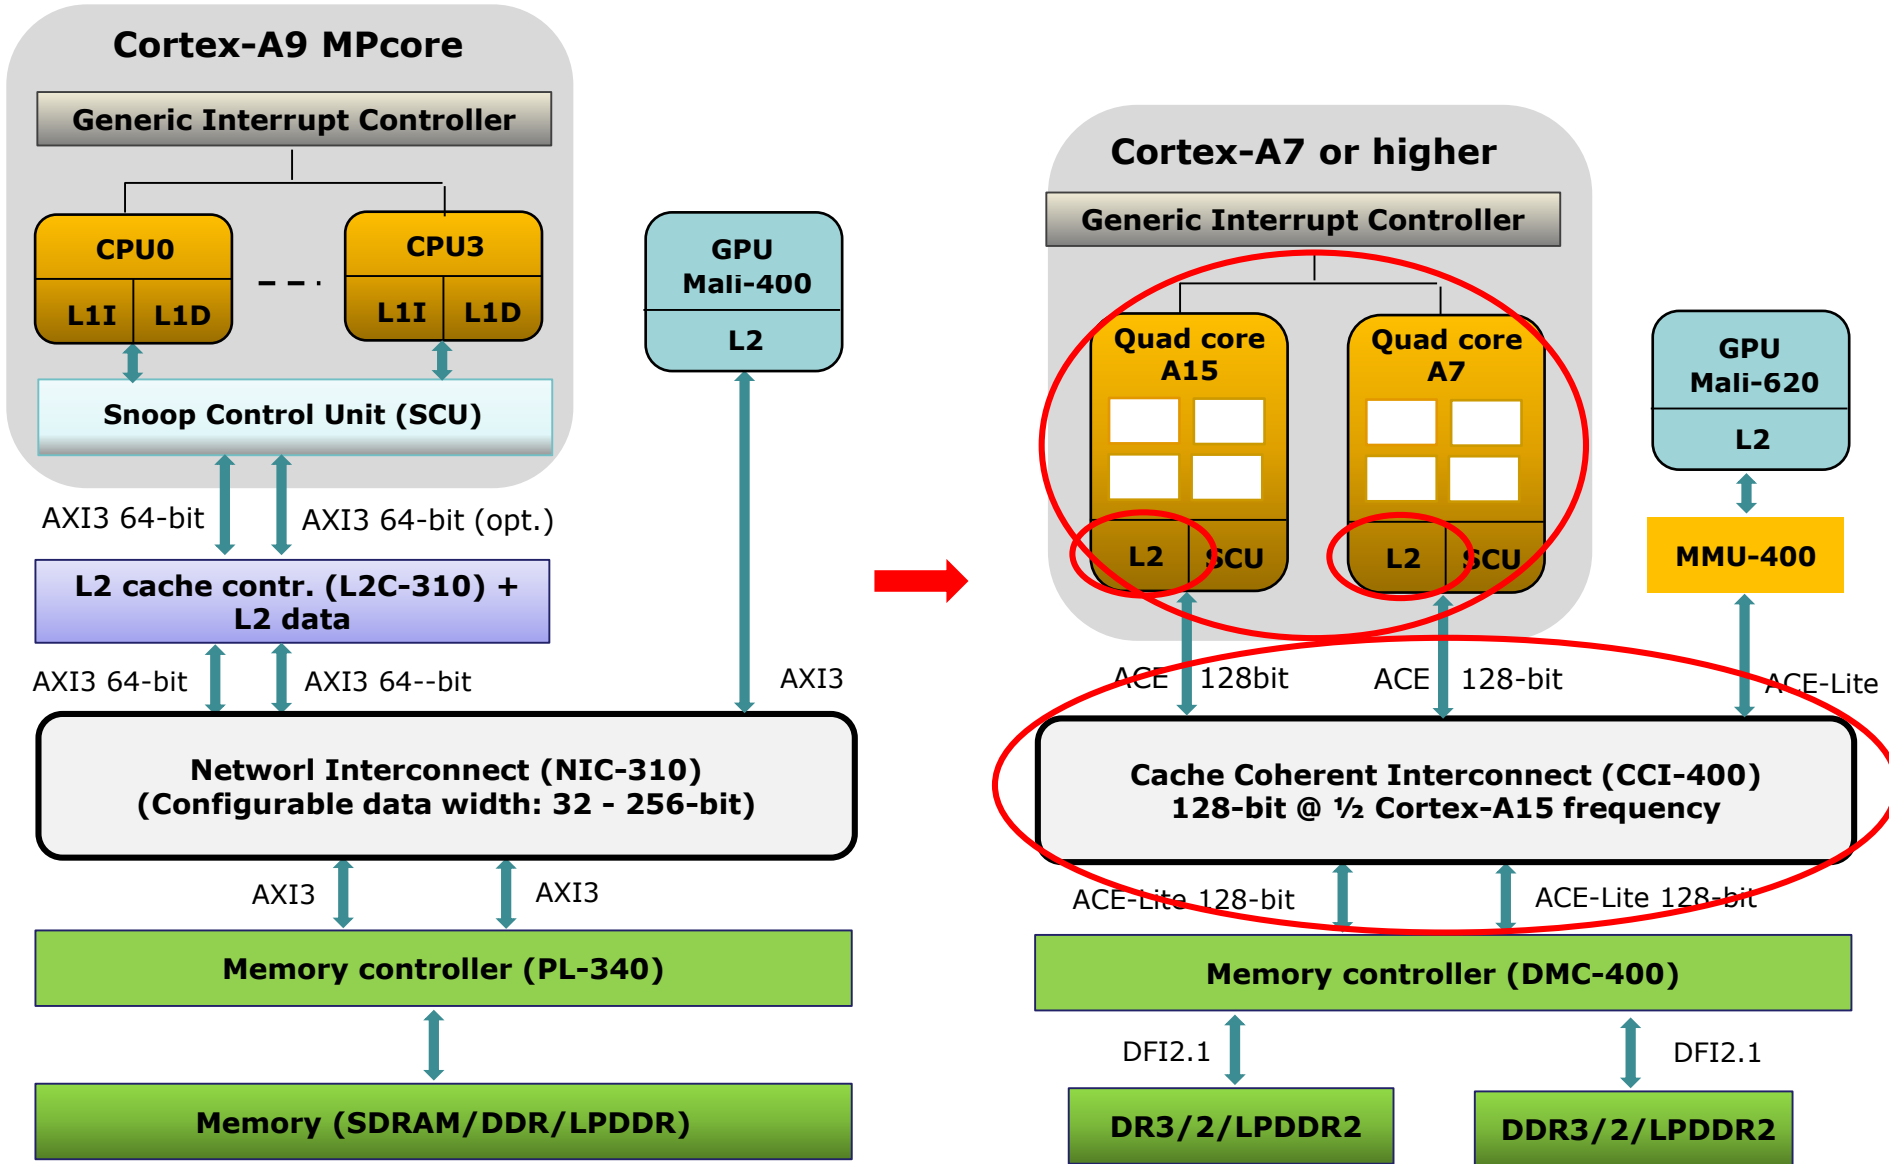 Cortex-A9 MPcore
Generic Interrupt Controller
CPU0
L1I
L1D
CPU3
L1I
L1D
Snoop Control Unit (SCU)
AXI3 64-bit
AXI3 64-bit (opt.)
L2 cache contr. (L2C-310) +
L2 data
AXI3 64-bit
AXI3 64--bit
GPU
Mali-400
L2
AXI3
Networl Interconnect (NIC-310)
(Configurable data width: 32 - 256-bit)
AXI3
AXI3
Memory controller (PL-340)
Memory (SDRAM/DDR/LPDDR)
Cortex-A7 or higher
Generic Interrupt Controller
Quad core
A15
L2
SCU
Quad core
A7
L2
SCU
GPU
Mali-620
L2
MMU-400
ACE 128bit
ACE 128-bit
ACE-Lite
Cache Coherent Interconnect (CCI-400)
128-bit @ ½ Cortex-A15 frequency
ACE-Lite 128-bit
ACE-Lite 128-bit
Memory controller (DMC-400)
DFI2.1
DFI2.1
DR3/2/LPDDR2
DDR3/2/LPDDR2